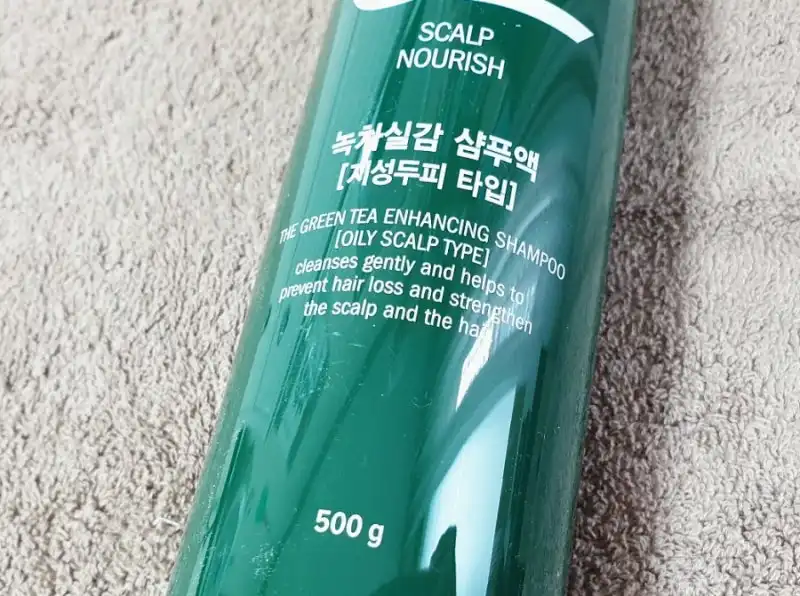 SCALP
NOURISH
녹차실감 샴푸액
[지성두피 타입]
THE GREEN TEA ENHANCING SHAMPOO
[OILY SCALP TYPE]
cleanses gently and helps to
prevent hair loss and strengthen
the scalp and the hair
500 g